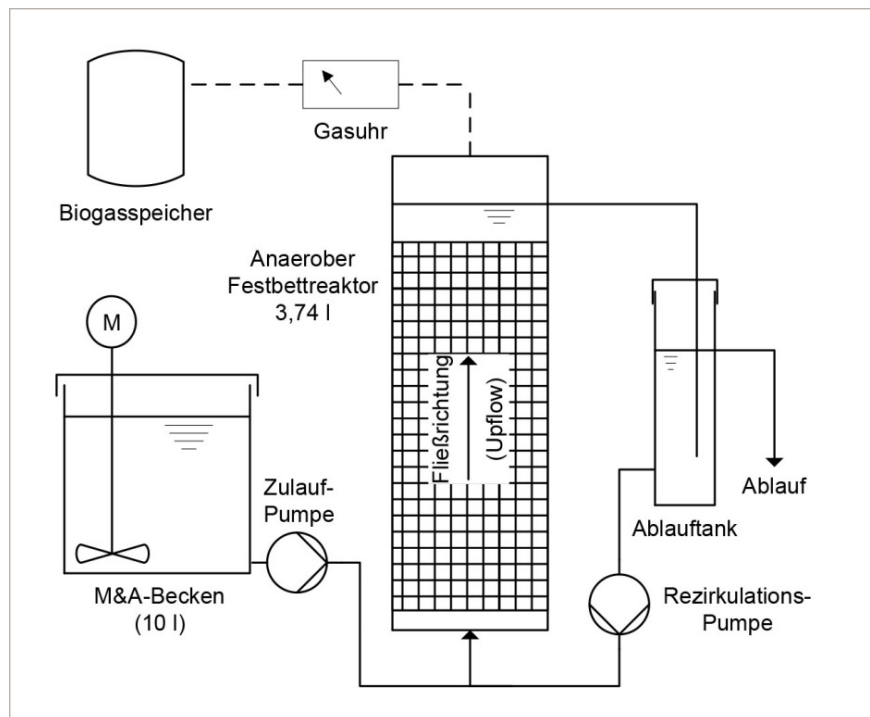 Gasuhr
Biogasspeicher
Anaerober
Festbettreaktor
3,74 l
M
Fließrichtung
(Upflow)
Zulauf-
Pumpe
Ablauf
Ablauftank
M&A-Becken
(10 l)
Rezirkulations-
Pumpe